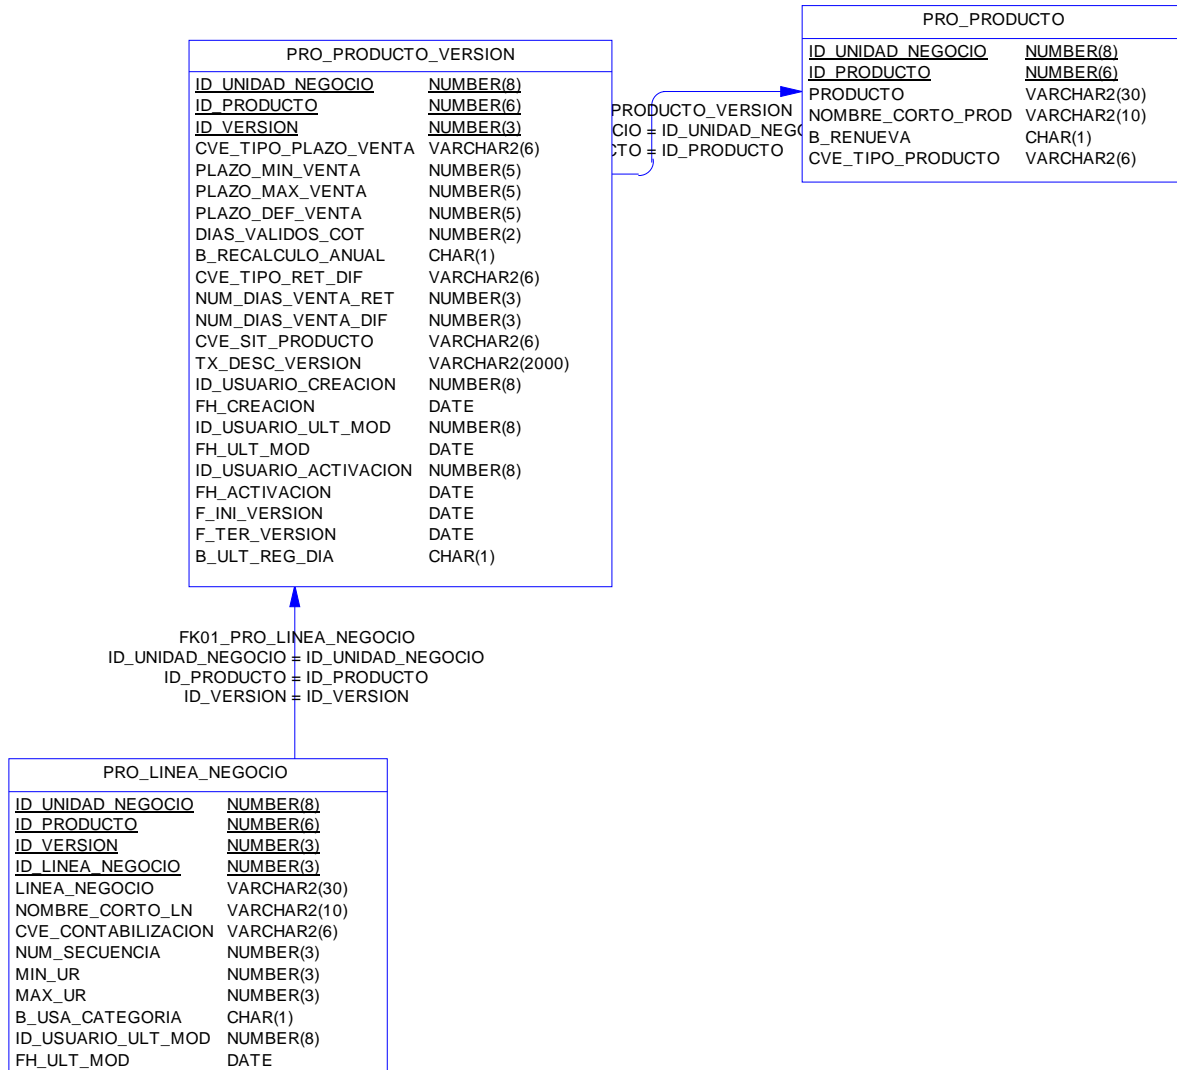 PRO_PRODUCTO
ID_UNIDAD_NEGOCIO NUMBER(8)
ID_PRODUCTO NUMBER(6)
PRODUCTO VARCHAR2(30)
NOMBRE_CORTO_PROD VARCHAR2(10)
B_RENUEVA CHAR(1)
CVE_TIPO_PRODUCTO VARCHAR2(6)
PRO_PRODUCTO_VERSION
ID_UNIDAD_NEGOCIO NUMBER(8)
ID_PRODUCTO NUMBER(6)
ID_VERSION NUMBER(3)
CVE_TIPO_PLAZO_VENTA VARCHAR2(6)
PLAZO_MIN_VENTA NUMBER(5)
PLAZO_MAX_VENTA NUMBER(5)
PLAZO_DEF_VENTA NUMBER(5)
DIAS_VALIDOS_COT NUMBER(2)
B_RECALCULO_ANUAL CHAR(1)
CVE_TIPO_RET_DIF VARCHAR2(6)
NUM_DIAS_VENTA_RET NUMBER(3)
NUM_DIAS_VENTA_DIF NUMBER(3)
CVE_SIT_PRODUCTO VARCHAR2(6)
TX_DESC_VERSION VARCHAR2(2000)
ID_USUARIO_CREACION NUMBER(8)
FH_CREACION DATE
ID_USUARIO_ULT_MOD NUMBER(8)
FH_ULT_MOD DATE
ID_USUARIO_ACTIVACION NUMBER(8)
FH_ACTIVACION DATE
F_INI_VERSION DATE
F_TER_VERSION DATE
B_ULT_REG_DIA CHAR(1)
PRODUCTO_VERSION
CIO = ID_UNIDAD_NEGO
CTO = ID_PRODUCTO
FK01_PRO_LINEA_NEGOCIO
ID_UNIDAD_NEGOCIO = ID_UNIDAD_NEGOCIO
ID_PRODUCTO = ID_PRODUCTO
ID_VERSION = ID_VERSION
PRO_LINEA_NEGOCIO
ID_UNIDAD_NEGOCIO NUMBER(8)
ID_PRODUCTO NUMBER(6)
ID_VERSION NUMBER(3)
ID_LINEA_NEGOCIO NUMBER(3)
LINEA_NEGOCIO VARCHAR2(30)
NOMBRE_CORTO_LN VARCHAR2(10)
CVE_CONTABILIZACION VARCHAR2(6)
NUM_SECUENCIA NUMBER(3)
MIN_UR NUMBER(3)
MAX_UR NUMBER(3)
B_USA_CATEGORIA CHAR(1)
ID_USUARIO_ULT_MOD NUMBER(8)
FH_ULT_MOD DATE